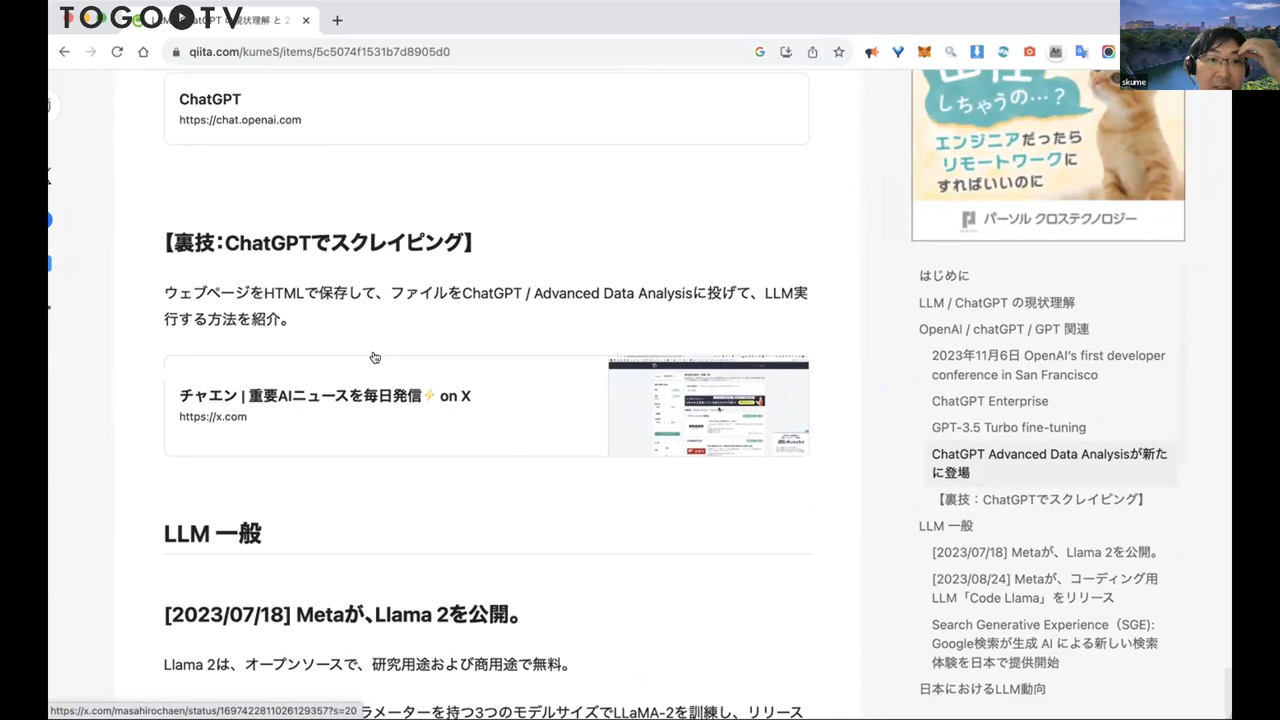 TOGO TV
ChatGPT の現状理解 と 2
qiita.com/kumeS/items/5c5074f1531b7d8905d0
skume
ChatGPT
https://chat.openai.com
【裏技：ChatGPTでスクレイピング】
ウェブページをHTMLで保存して、ファイルをChatGPT / Advanced Data Analysisに投げて、LLM実
行する方法を紹介。
チャエン | 重要AIニュースを毎日発信⚡ on X
https://x.com
LLM 一般
[2023/07/18] Metaが、Llama 2を公開。
Llama 2は、オープンソースで、研究用途および商用途で無料。
ラメーターを持つ3つのモデルサイズでLLaMA-2を訓練し、リリース
https://x.com/masahirochaen/status/1697422811026129357?s=20
しちゃうの…?
エンジニアだったら
リモートワークに
すればいいのに
パーソル クロステクノロジー
はじめに
LLM / ChatGPT の現状理解
OpenAI / chatGPT / GPT 関連
2023年11月6日 OpenAI's first developer
conference in San Francisco
ChatGPT Enterprise
GPT-3.5 Turbo fine-tuning
ChatGPT Advanced Data Analysisが新た
に登場
【裏技：ChatGPTでスクレイピング】
LLM 一般
[2023/07/18] Metaが、Llama 2を公開。
[2023/08/24] Metaが、コーディング用
LLM「Code Llama」をリリース
Search Generative Experience（SGE):
Google検索が生成 AI による新しい検索
体験を日本で提供開始
日本におけるLLM動向